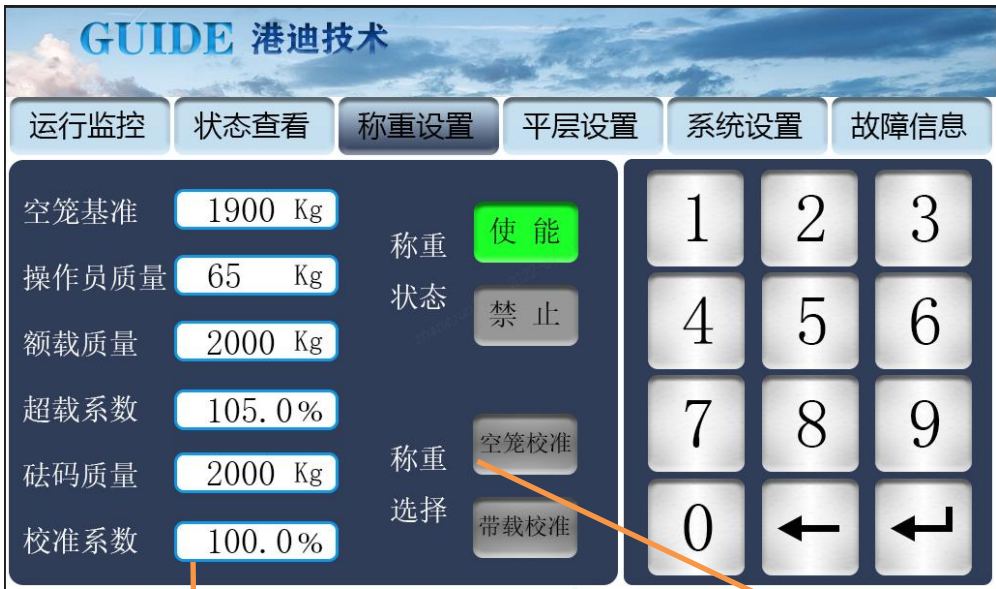 GUIDE 港迪技术
运行监控 状态查看 称重设置 平层设置 系统设置 故障信息
空笼基准 1900 Kg
操作员质量 65 Kg
额载质量 2000 Kg
超载系数 105.0%
砝码质量 2000 Kg
校准系数 100.0%
称重
状态
使 能
禁 止
称重
选择
空笼校准
带载校准
1 2 3
4 5 6
7 8 9
0